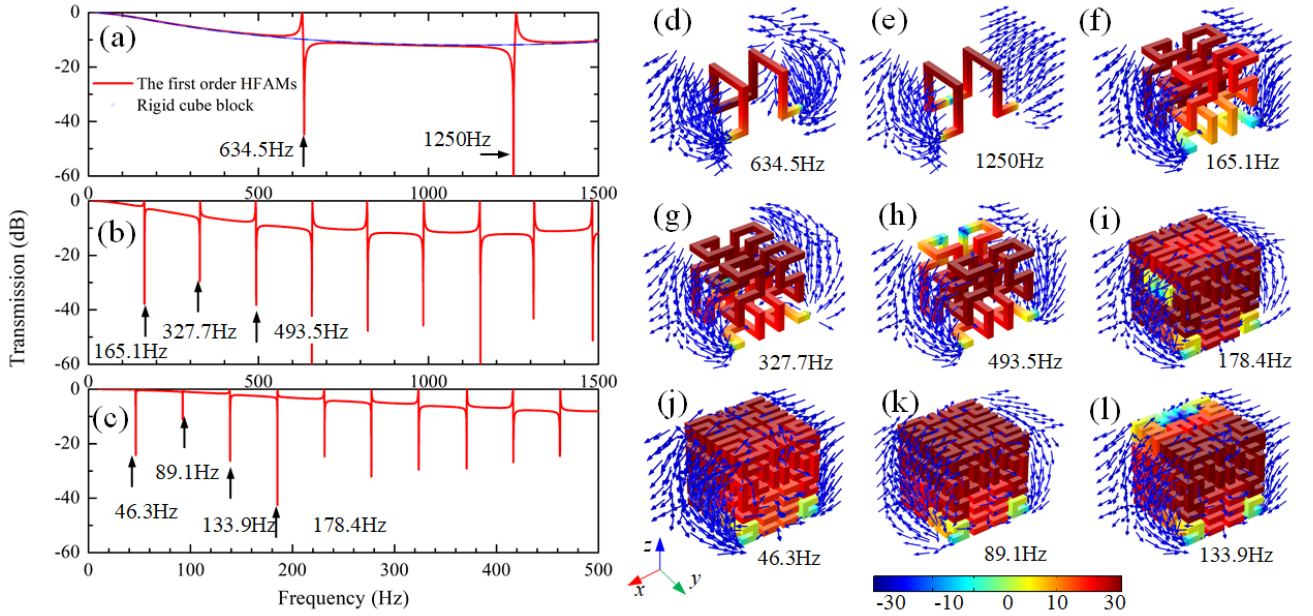 (a)
0
-20
-40
-60
The first order HFAMs
Rigid cube block
634.5Hz
1250Hz
0 500 1000 1500
(b)
0
-20
-40
-60
165.1Hz
327.7Hz
493.5Hz
0 500 1000 1500
(c)
0
-20
-40
-60
46.3Hz
89.1Hz
133.9Hz
178.4Hz
0 100 200 300 400 500
Transmission (dB)
Frequency (Hz)
(d)
634.5Hz
(e)
1250Hz
(f)
165.1Hz
(g)
327.7Hz
(h)
493.5Hz
(i)
178.4Hz
(j)
46.3Hz
(k)
89.1Hz
(l)
133.9Hz
z
x
y
-30 -20 -10 0 10 20 30